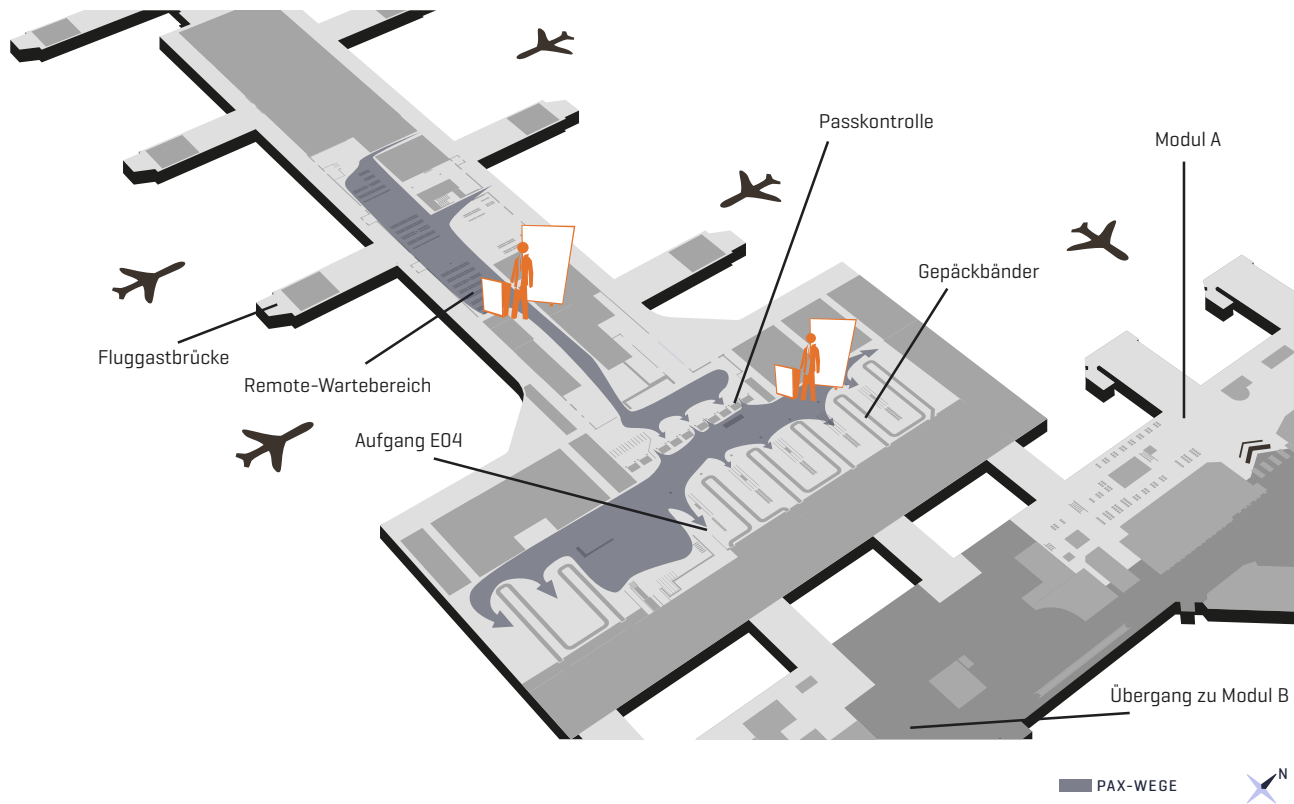 Passkontrolle
Modul A
Gepäckbänder
Fluggastbrücke
Remote-Wartebereich
Aufgang E04
Übergang zu Modul B
PAX-WEGE
N